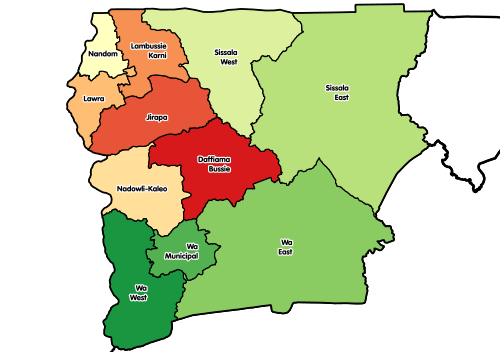 Nandom
Lambussie
Karni
Sissala
West
Sissala
East
Lawra
Jirapa
Daffiama
Bussie
Nadowli-Kaleo
Wa
Municipal
Wa
East
Wa
West